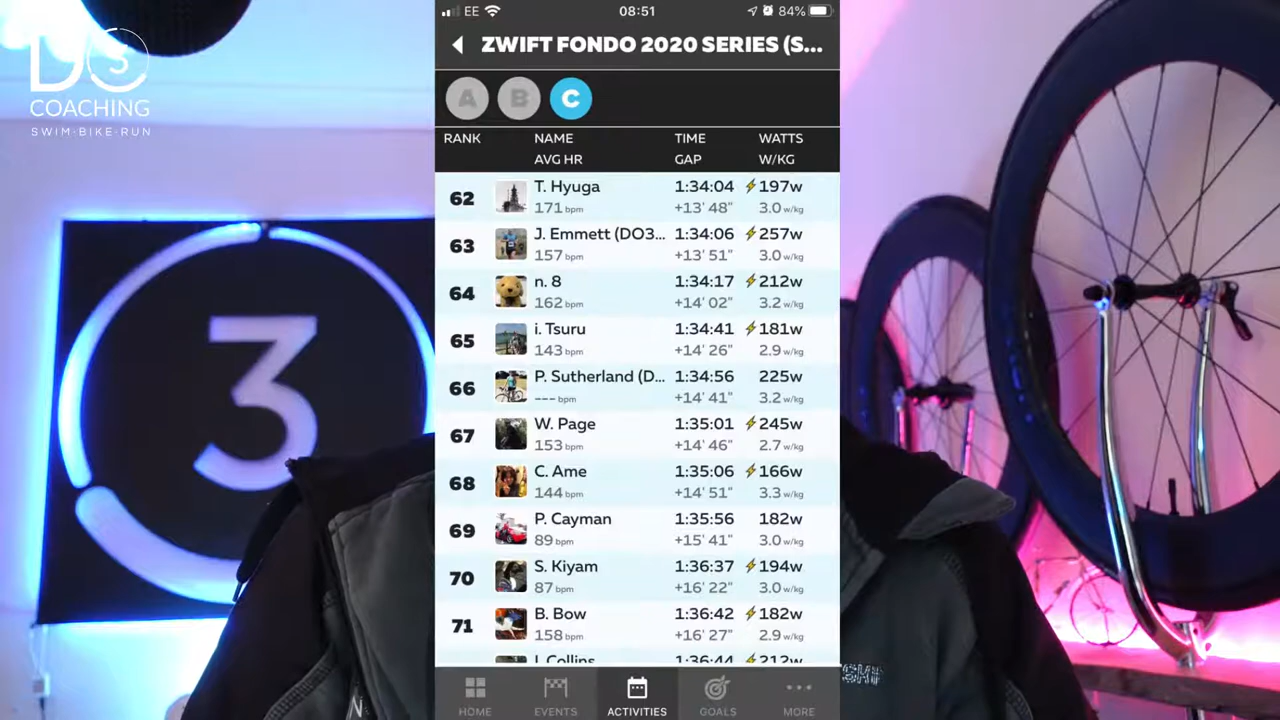 DO3
COACHING
SWIM-BIKE-RUN
3
EE 08:51 84%
ZWIFT FONDO 2020 SERIES (S...
A B C
RANK NAME TIME WATTS
AVG HR GAP W/KG
62 T. Hyuga 1:34:04 197w
171 bpm +13' 48" 3.0 w/kg
63 J. Emmett (DO3... 1:34:06 257w
157 bpm +13' 51" 3.0 w/kg
64 n. 8 1:34:17 212w
162 bpm +14' 02" 3.2 w/kg
65 i. Tsuru 1:34:41 181w
143 bpm +14' 26" 2.9 w/kg
66 P. Sutherland (D... 1:34:56 225w
--- bpm +14' 41" 3.2 w/kg
67 W. Page 1:35:01 245w
153 bpm +14' 46" 2.7 w/kg
68 C. Ame 1:35:06 166w
144 bpm +14' 51" 3.3 w/kg
69 P. Cayman 1:35:56 182w
89 bpm +15' 41" 3.0 w/kg
70 S. Kiyam 1:36:37 194w
87 bpm +16' 22" 3.0 w/kg
71 B. Bow 1:36:42 182w
158 bpm +16' 27" 2.9 w/kg
Collins 1:36:44 212w
HOME EVENTS ACTIVITIES GOALS MORE